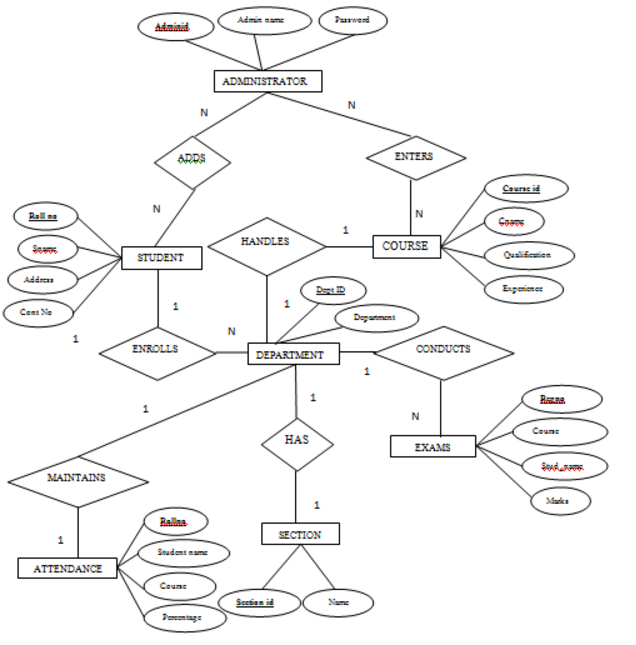 Adminid
Admin name
Password
ADMINISTRATOR
N
N
ADDS
ENTERS
N
N
Roll no
Sname
Address
Cont No
STUDENT
HANDLES
1
COURSE
Course id
Cname
Qualification
Experience
1
1
1
Dept ID
Department
N
ENROLLS
DEPARTMENT
1
CONDUCTS
N
1
1
MAINTAINS
HAS
EXAMS
Regno
Course
Stud_name
Marks
1
1
SECTION
ATTENDANCE
Rollno
Student name
Course
Percentage
Section id
Name